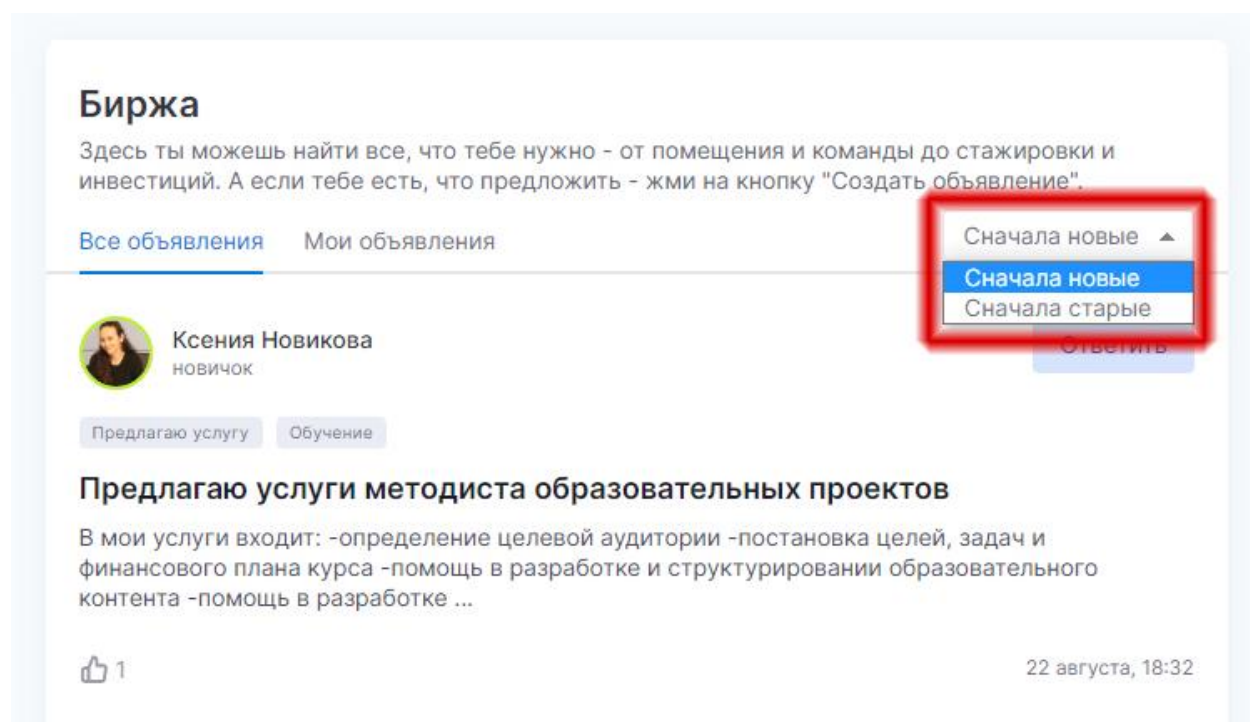 Биржа
Здесь ты можешь найти все, что тебе нужно - от помещения и команды до стажировки и
инвестиций. А если тебе есть, что предложить - жми на кнопку "Создать объявление".
Все объявления Мои объявления Сначала новые
Сначала новые
Сначала старые
Ксения Новикова Ответить
новичок
Предлагаю услугу Обучение
Предлагаю услуги методиста образовательных проектов
В мои услуги входит: -определение целевой аудитории -постановка целей, задач и
финансового плана курса -помощь в разработке и структурировании образовательного
контента -помощь в разработке ...
1 22 августа, 18:32